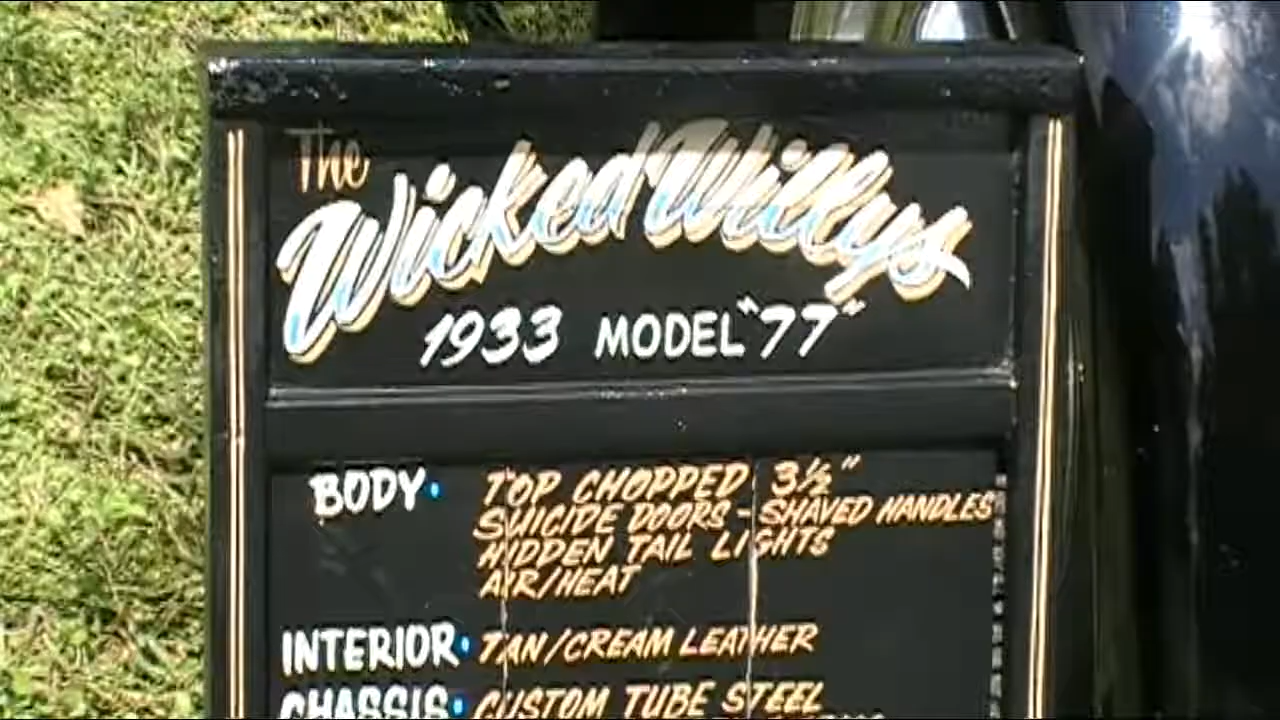 The
Wicked Willys
1933 MODEL "77"
BODY· TOP CHOPPED 3½"
SUICIDE DOORS - SHAVED HANDLES
HIDDEN TAIL LIGHTS
AIR/HEAT
INTERIOR· TAN/CREAM LEATHER
CHASSIS· CUSTOM TUBE STEEL